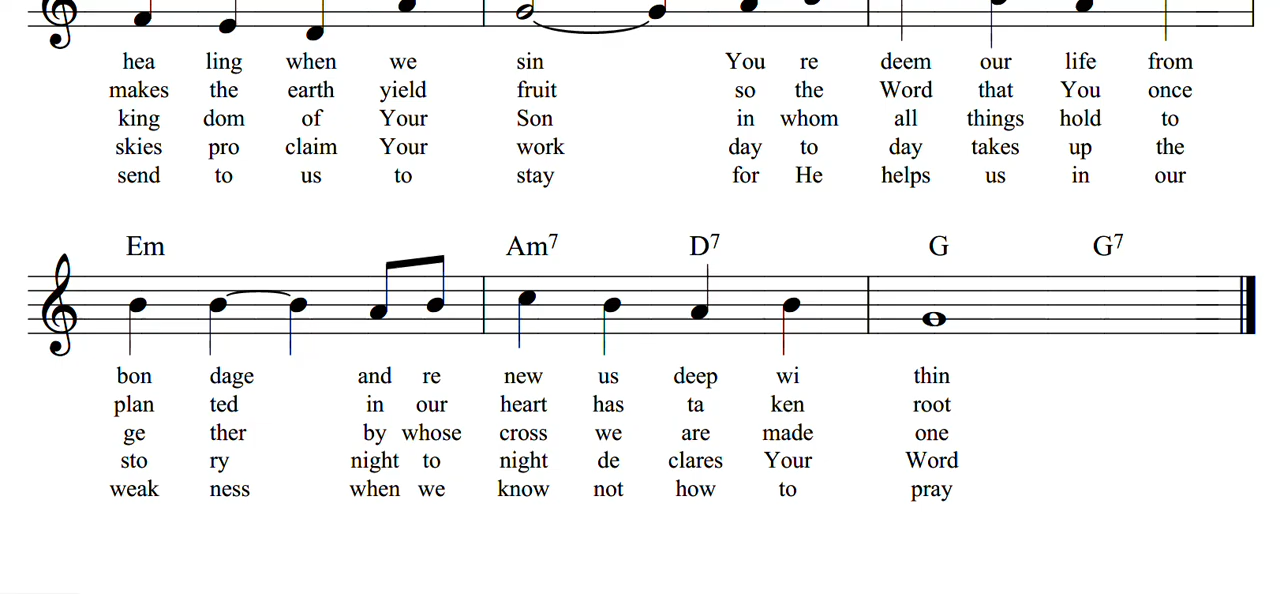 hea ling when we sin You re deem our life from
makes the earth yield fruit so the Word that You once
king dom of Your Son in whom all things hold to
skies pro claim Your work day to day takes up the
send to us to stay for He helps us in our
Em Am7 D7 G G7
bon dage and re new us deep wi thin
plan ted in our heart has ta ken root
ge ther by whose cross we are made one
sto ry night to night de clares Your Word
weak ness when we know not how to pray